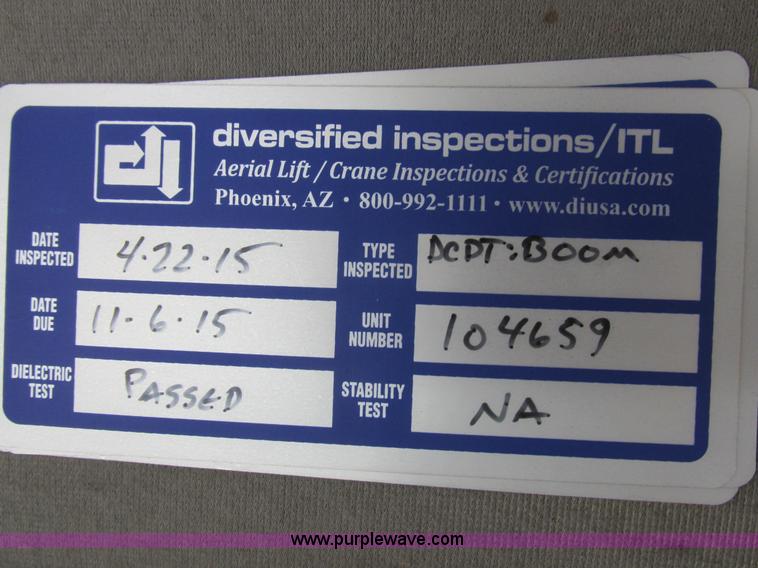 diversified inspections/ITL
Aerial Lift / Crane Inspections & Certifications
Phoenix, AZ • 800-992-1111 • www.diusa.com
DATE INSPECTED 4·22·15 TYPE INSPECTED DCDT:BOOM
DATE DUE 11-6·15 UNIT NUMBER 104659
DIELECTRIC TEST PASSED STABILITY TEST NA
www.purplewave.com